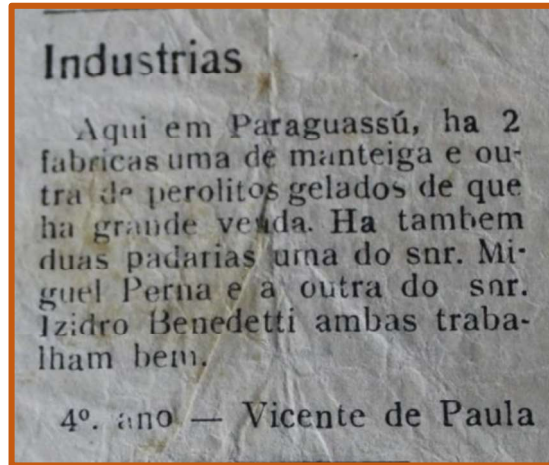 Industrias
Aqui em Paraguassú, ha 2
fabricas uma de manteiga e ou-
tra de perolitos gelados de que
ha grande venda. Ha tambem
duas padarias uma do snr. Mi-
guel Perna e a outra do snr.
Izidro Benedetti ambas traba-
lham bem.
4º. ano — Vicente de Paula